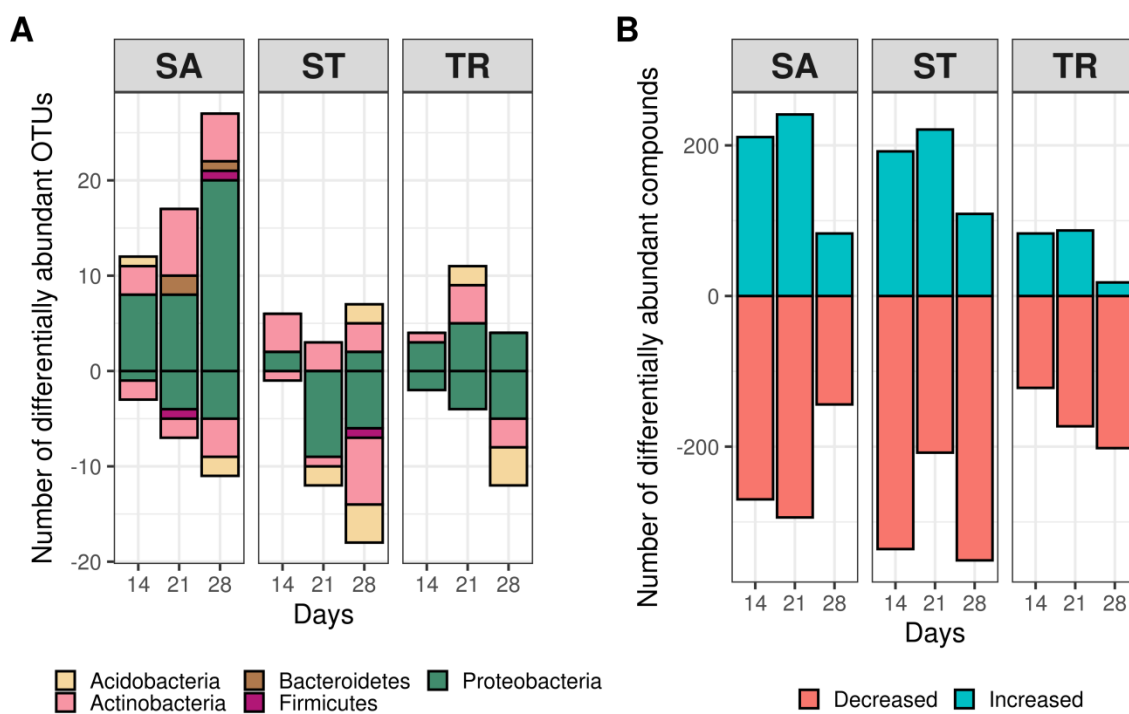 A
SA ST TR
Number of differentially abundant OTUs
20
10
0
-10
-20
14 21 28 14 21 28 14 21 28
Days
Acidobacteria Bacteroidetes Proteobacteria
Actinobacteria Firmicutes
B
SA ST TR
Number of differentially abundant compounds
200
0
-200
14 21 28 14 21 28 14 21 28
Days
Decreased Increased